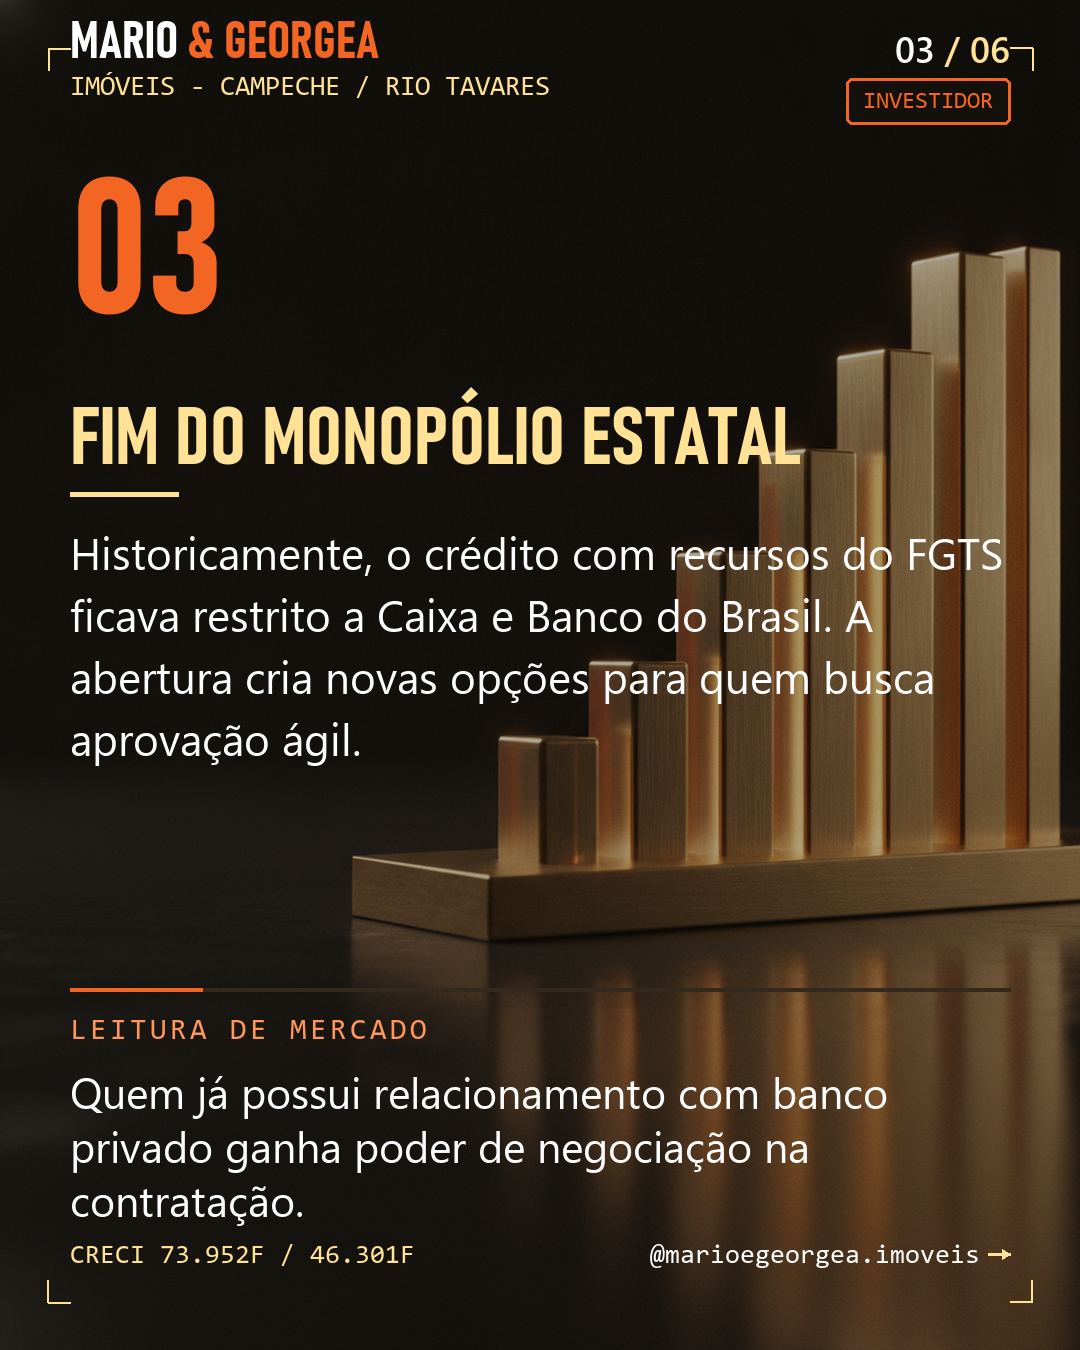 MARIO & GEORGEA
IMÓVEIS - CAMPECHE / RIO TAVARES
03 / 06
INVESTIDOR
03
FIM DO MONOPÓLIO ESTATAL
Historicamente, o crédito com recursos do FGTS
ficava restrito a Caixa e Banco do Brasil. A
abertura cria novas opções para quem busca
aprovação ágil.
LEITURA DE MERCADO
Quem já possui relacionamento com banco
privado ganha poder de negociação na
contratação.
CRECI 73.952F / 46.301F
@marioegeorgea.imoveis →